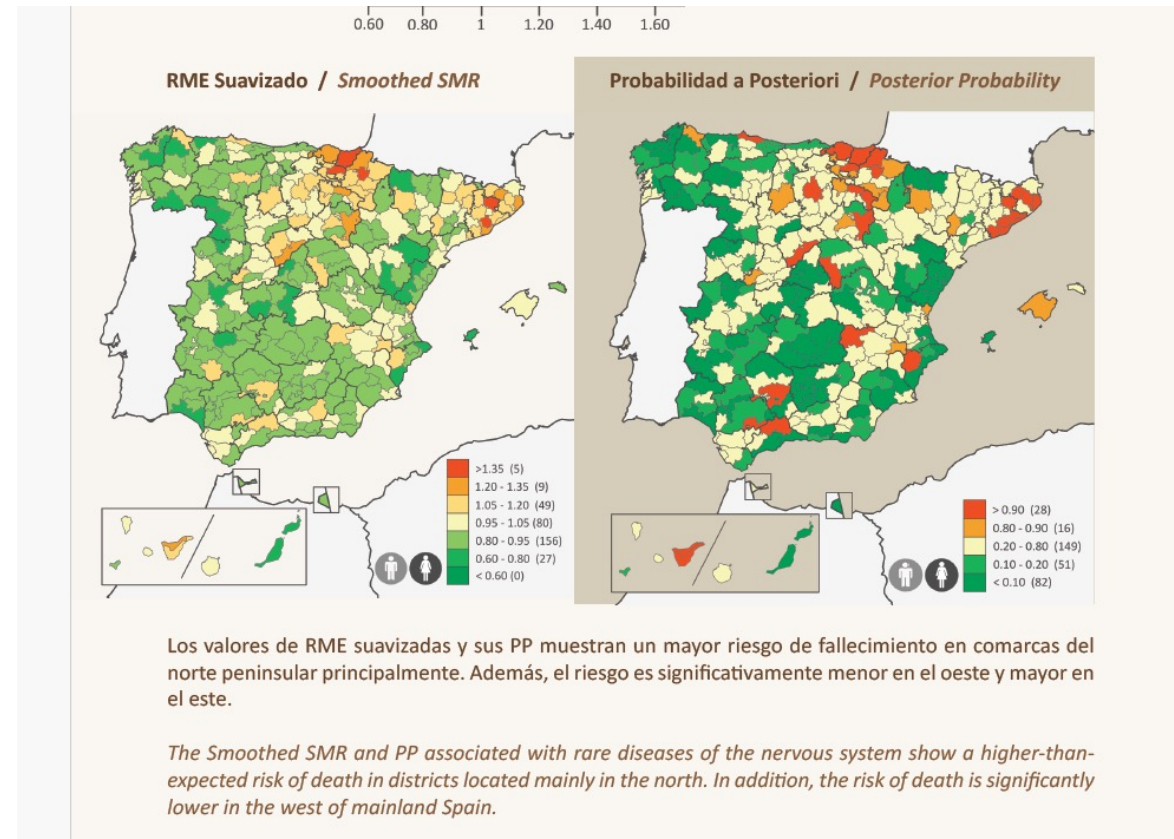 0.60 0.80 1 1.20 1.40 1.60
RME Suavizado / Smoothed SMR
Probabilidad a Posteriori / Posterior Probability
>1.35 (5)
1.20 - 1.35 (9)
1.05 - 1.20 (49)
0.95 - 1.05 (80)
0.80 - 0.95 (156)
0.60 - 0.80 (27)
< 0.60 (0)
> 0.90 (28)
0.80 - 0.90 (16)
0.20 - 0.80 (149)
0.10 - 0.20 (51)
< 0.10 (82)
Los valores de RME suavizadas y sus PP muestran un mayor riesgo de fallecimiento en comarcas del
norte peninsular principalmente. Además, el riesgo es significativamente menor en el oeste y mayor en
el este.
The Smoothed SMR and PP associated with rare diseases of the nervous system show a higher-than-
expected risk of death in districts located mainly in the north. In addition, the risk of death is significantly
lower in the west of mainland Spain.